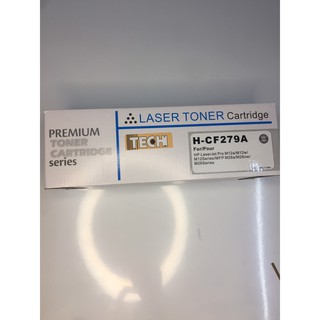 LASER TONER Cartridge
PREMIUM
TONER
CARTRIDGE
series
TECH
H-CF279A
For/Pour
HP LaserJet Pro M12a/M12w/
M12Series/MFP M26a/M26nw/
M26Series